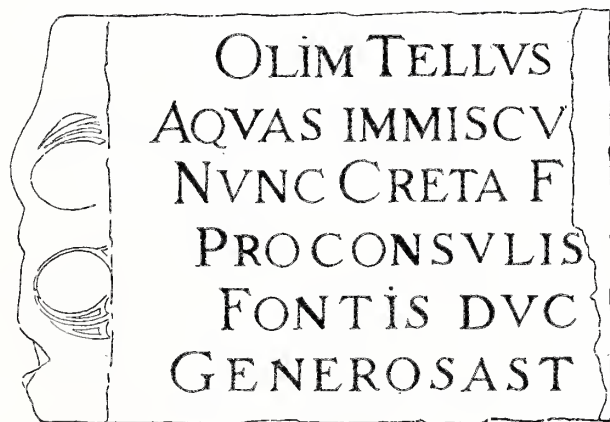 OLIM TELLVS
AQVAS IMMISCV
NVNC CRETA F
PROCONSVLIS
FONTIS DVC
GENEROSAST